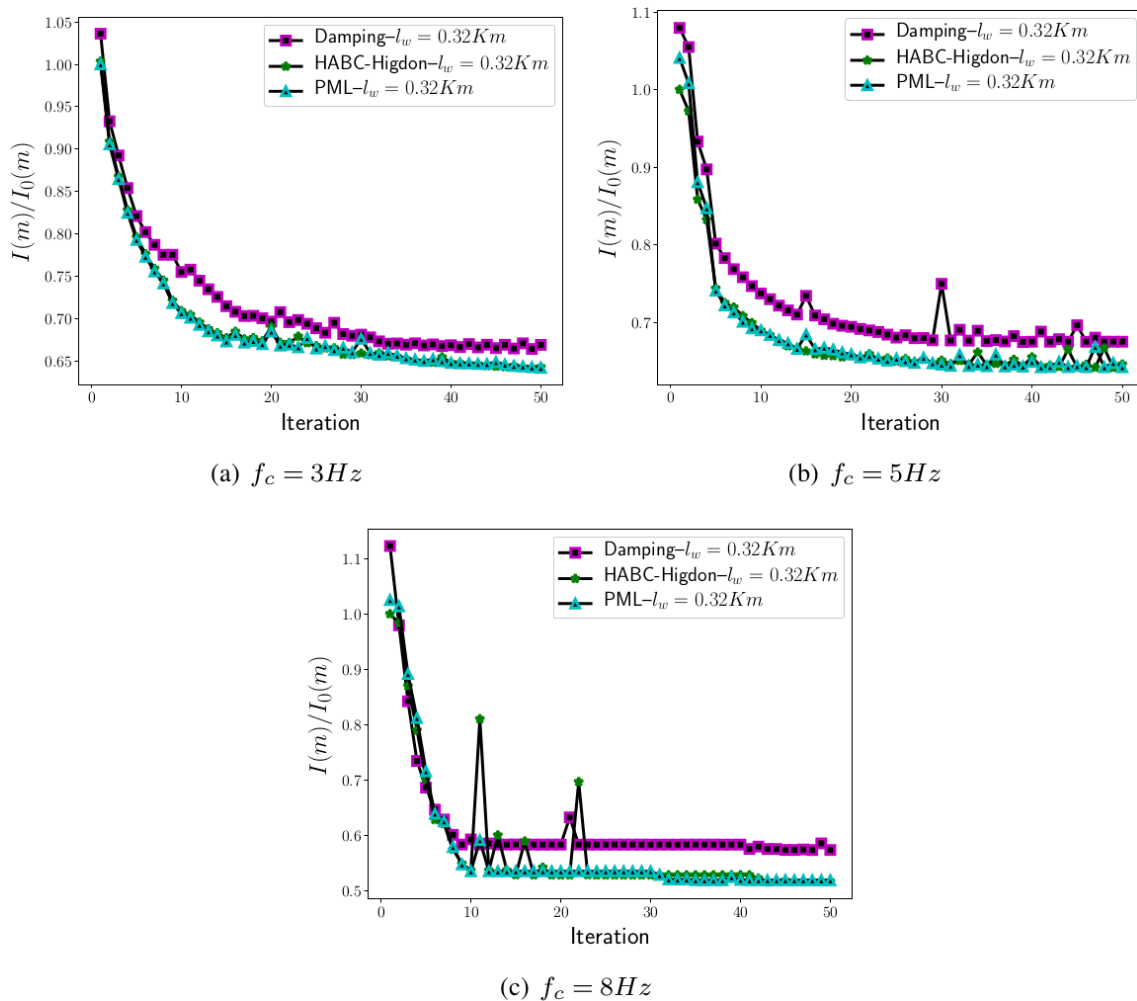 1.05
1.00
0.95
0.90
0.85
0.80
0.75
0.70
0.65
I(m)/I₀(m)
Damping–l_w = 0.32Km
HABC-Higdon–l_w = 0.32Km
PML–l_w = 0.32Km
0 10 20 30 40 50
Iteration
(a) f_c = 3Hz
1.1
1.0
0.9
0.8
0.7
I(m)/I₀(m)
Damping–l_w = 0.32Km
HABC-Higdon–l_w = 0.32Km
PML–l_w = 0.32Km
0 10 20 30 40 50
Iteration
(b) f_c = 5Hz
1.1
1.0
0.9
0.8
0.7
0.6
0.5
I(m)/I₀(m)
Damping–l_w = 0.32Km
HABC-Higdon–l_w = 0.32Km
PML–l_w = 0.32Km
0 10 20 30 40 50
Iteration
(c) f_c = 8Hz